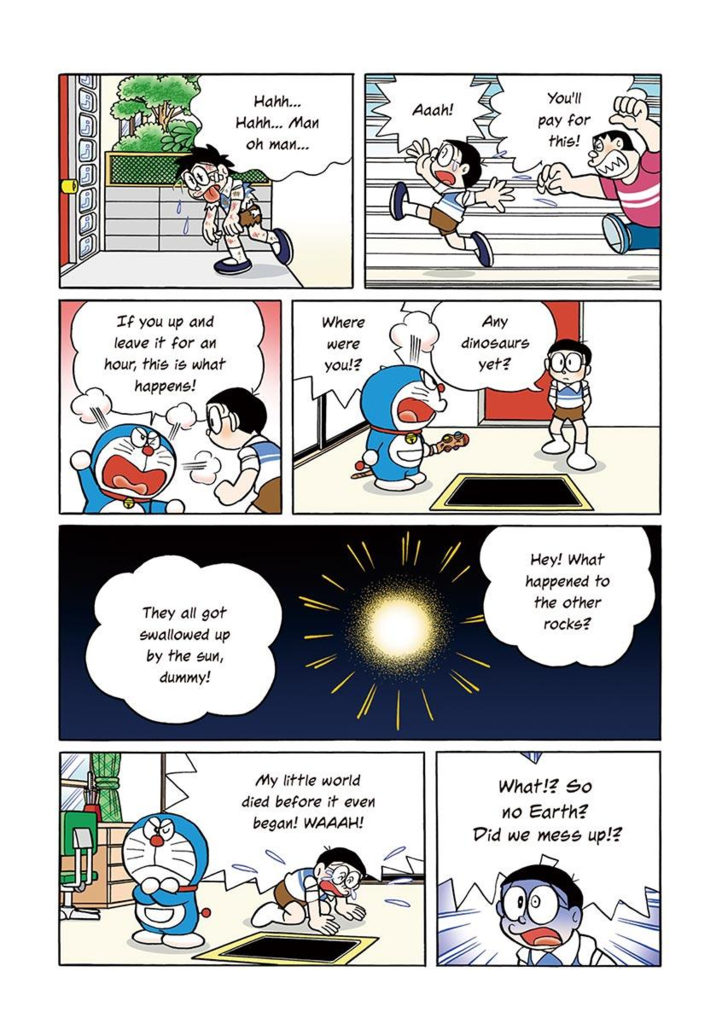 You'll
pay for
this!
Aaah!
Hahh...
Hahh... Man
oh man...
Any
dinosaurs
yet?
Where
were
you!?
If you up and
leave it for an
hour, this is what
happens!
Hey! What
happened to
the other
rocks?
They all got
swallowed up
by the sun,
dummy!
What!? So
no Earth?
Did we mess up!?
My little world
died before it even
began! WAAAH!